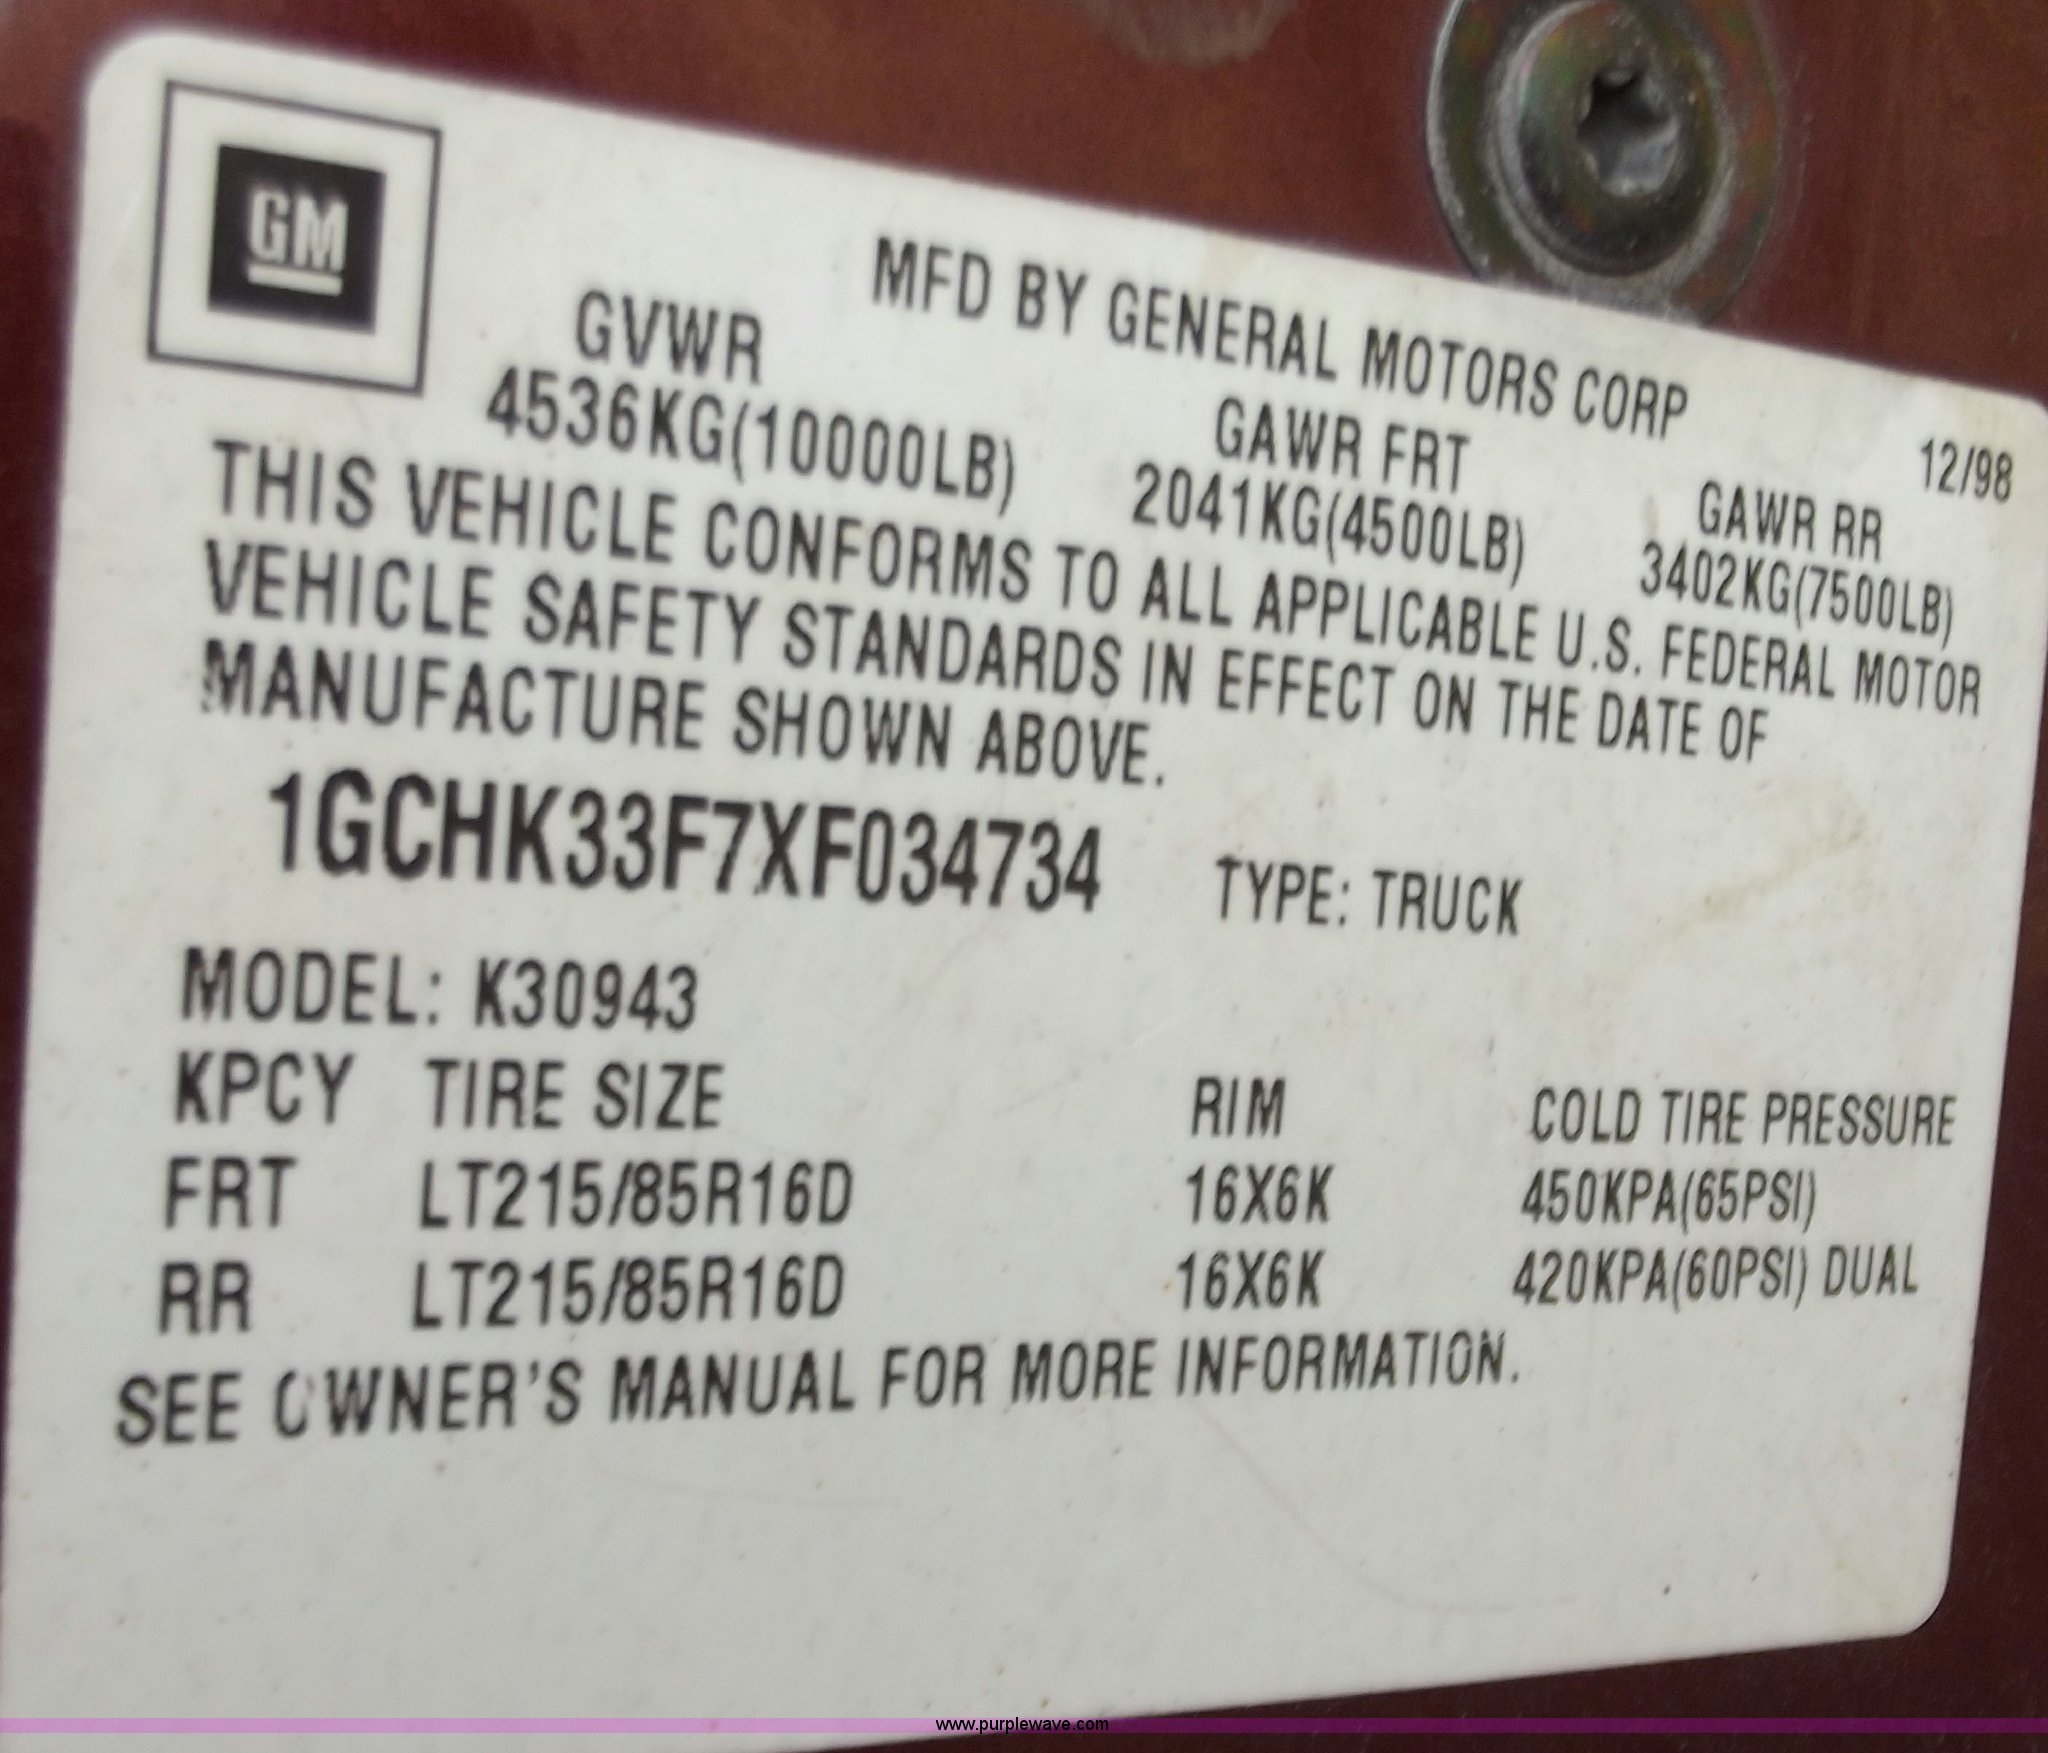 GM
MFD BY GENERAL MOTORS CORP
12/98
GVWR GAWR FRT GAWR RR
4536KG(10000LB) 2041KG(4500LB) 3402KG(7500LB)
THIS VEHICLE CONFORMS TO ALL APPLICABLE U.S. FEDERAL MOTOR
VEHICLE SAFETY STANDARDS IN EFFECT ON THE DATE OF
MANUFACTURE SHOWN ABOVE.
1GCHK33F7XF034734 TYPE: TRUCK
MODEL: K30943
KPCY TIRE SIZE RIM COLD TIRE PRESSURE
FRT LT215/85R16D 16X6K 450KPA(65PSI)
RR LT215/85R16D 16X6K 420KPA(60PSI) DUAL
SEE OWNER'S MANUAL FOR MORE INFORMATION.
www.purplewave.com